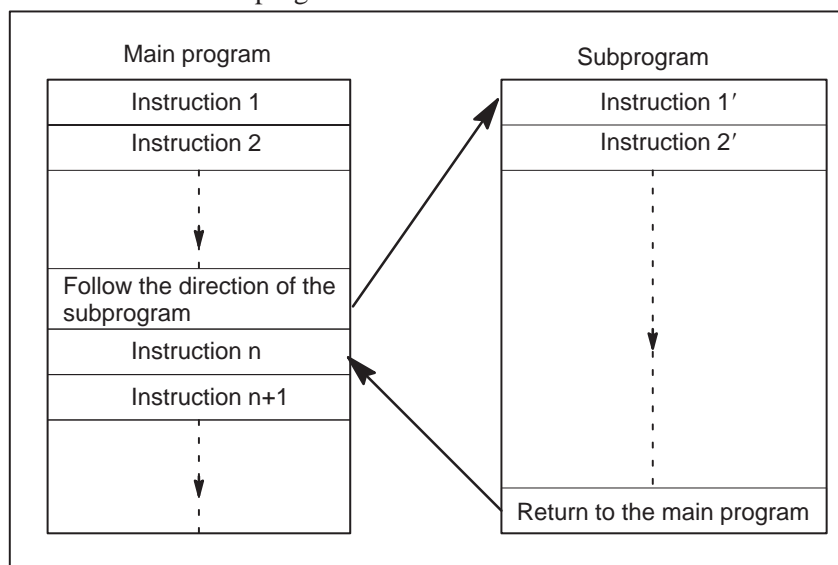 Main program
Instruction 1
Instruction 2
Follow the direction of the
subprogram
Instruction n
Instruction n+1
Subprogram
Instruction 1′
Instruction 2′
Return to the main program